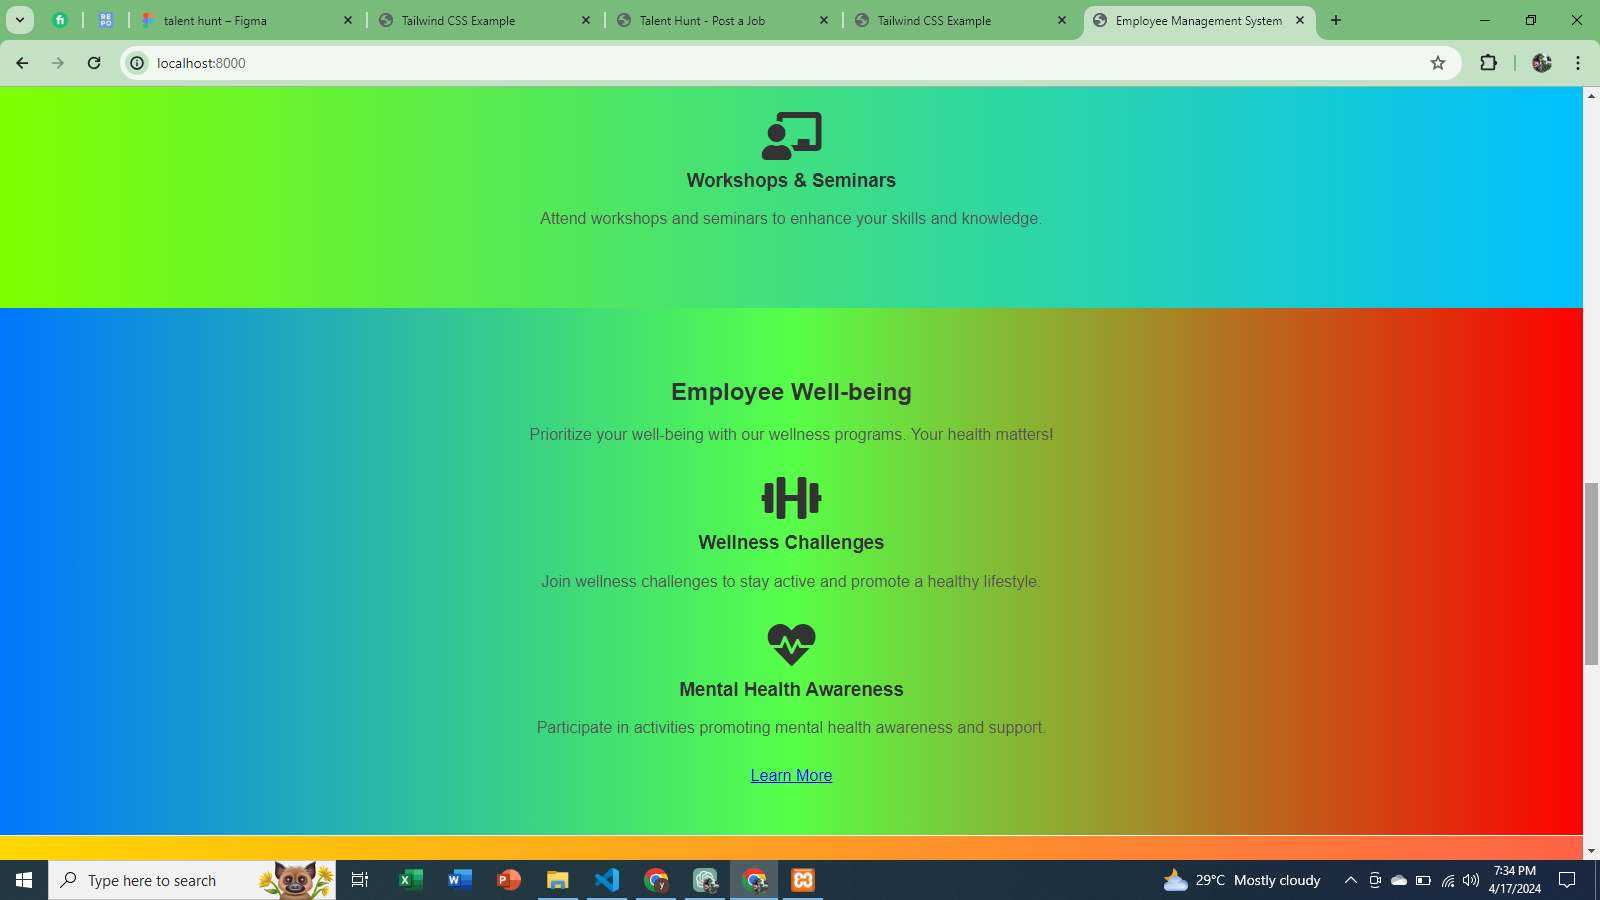 RE
PO
talent hunt – Figma
Tailwind CSS Example
Talent Hunt - Post a Job
Tailwind CSS Example
Employee Management System
localhost:8000
Workshops & Seminars
Attend workshops and seminars to enhance your skills and knowledge.
Employee Well-being
Prioritize your well-being with our wellness programs. Your health matters!
Wellness Challenges
Join wellness challenges to stay active and promote a healthy lifestyle.
Mental Health Awareness
Participate in activities promoting mental health awareness and support.
Learn More
Type here to search
29°C Mostly cloudy
7:34 PM
4/17/2024